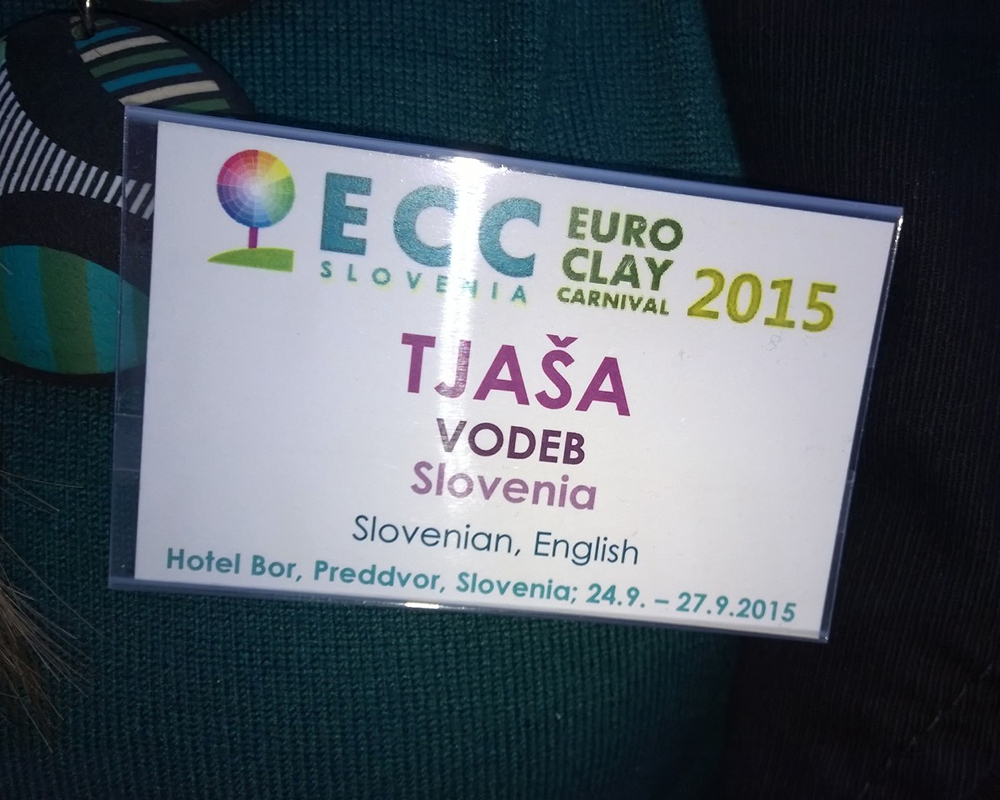 ECC
SLOVENIA
EURO
CLAY
CARNIVAL
2015
TJAŠA
VODEB
Slovenia
Slovenian, English
Hotel Bor, Preddvor, Slovenia; 24.9. – 27.9.2015